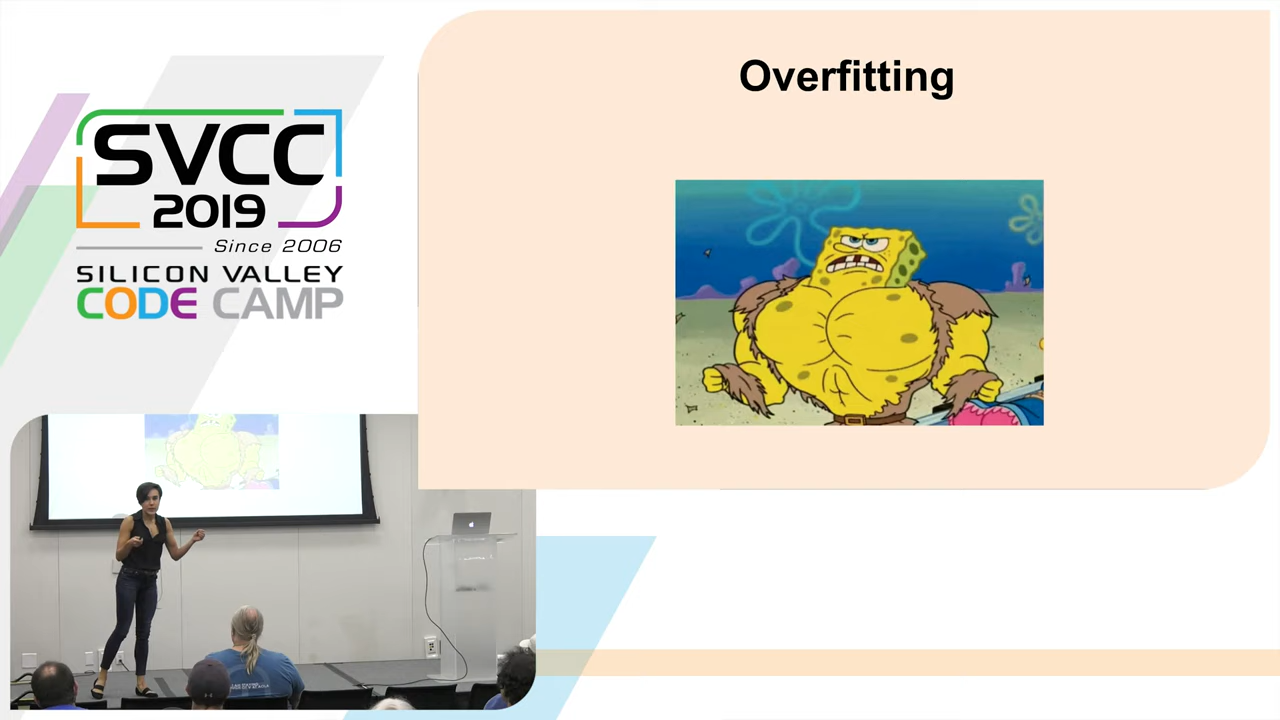 Overfitting
SVCC
2019
Since 2006
SILICON VALLEY
CODE CAMP